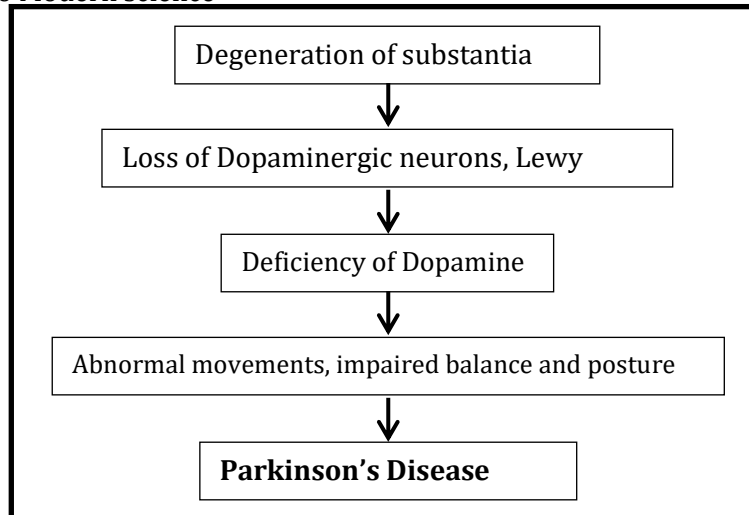 Degeneration of substantia
Loss of Dopaminergic neurons, Lewy
Deficiency of Dopamine
Abnormal movements, impaired balance and posture
Parkinson’s Disease